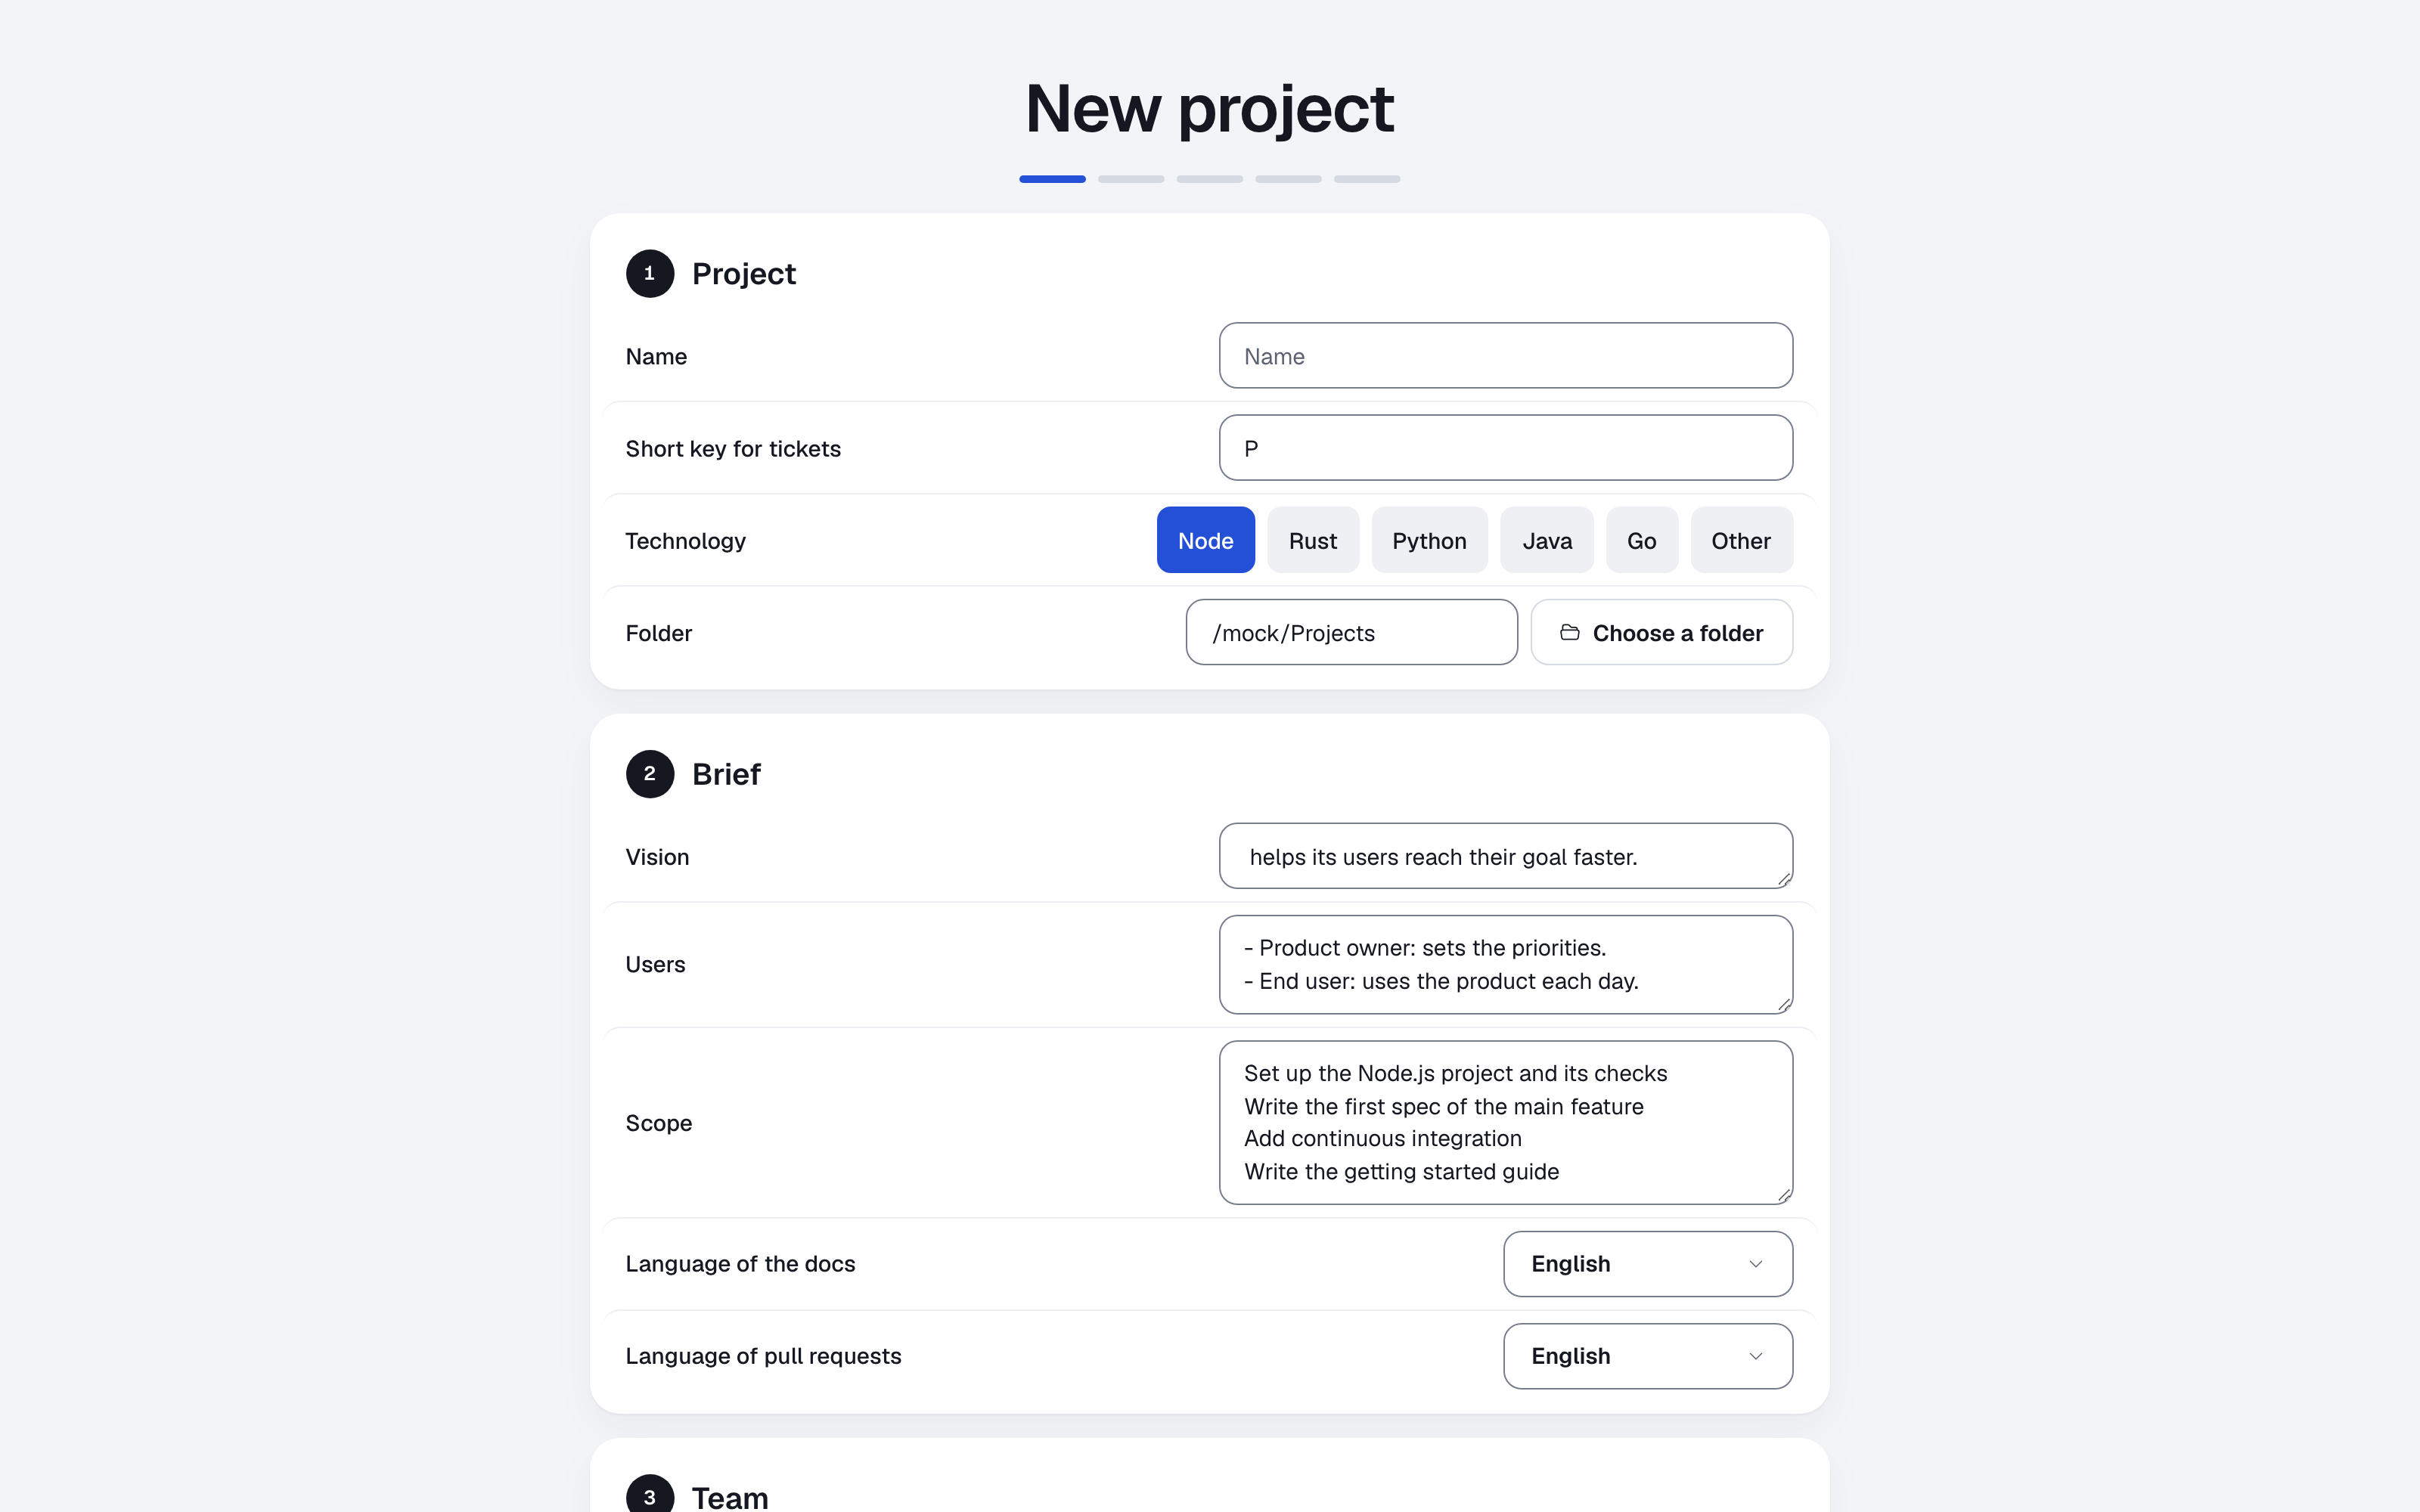 New project
1 Project
Name Name
Short key for tickets P
Technology Node Rust Python Java Go Other
Folder /mock/Projects Choose a folder
2 Brief
Vision helps its users reach their goal faster.
Users
- Product owner: sets the priorities.
- End user: uses the product each day.
Scope
Set up the Node.js project and its checks
Write the first spec of the main feature
Add continuous integration
Write the getting started guide
Language of the docs English
Language of pull requests English
3 Team